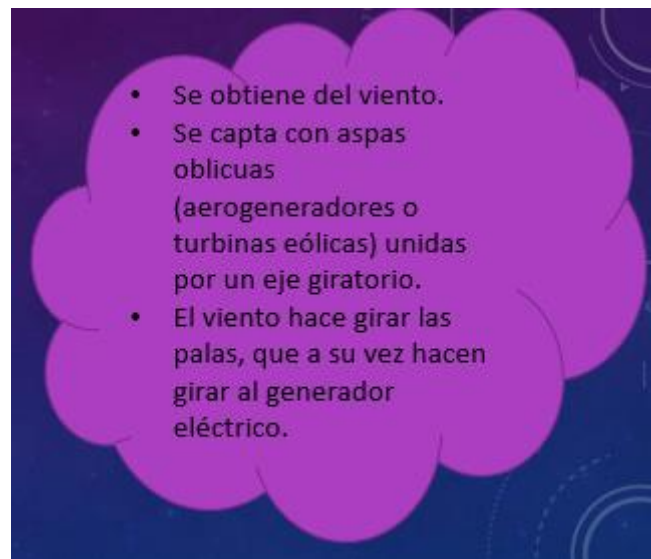 • Se obtiene del viento.
• Se capta con aspas
oblicuas
(aerogeneradores o
turbinas eólicas) unidas
por un eje giratorio.
• El viento hace girar las
palas, que a su vez hacen
girar al generador
eléctrico.